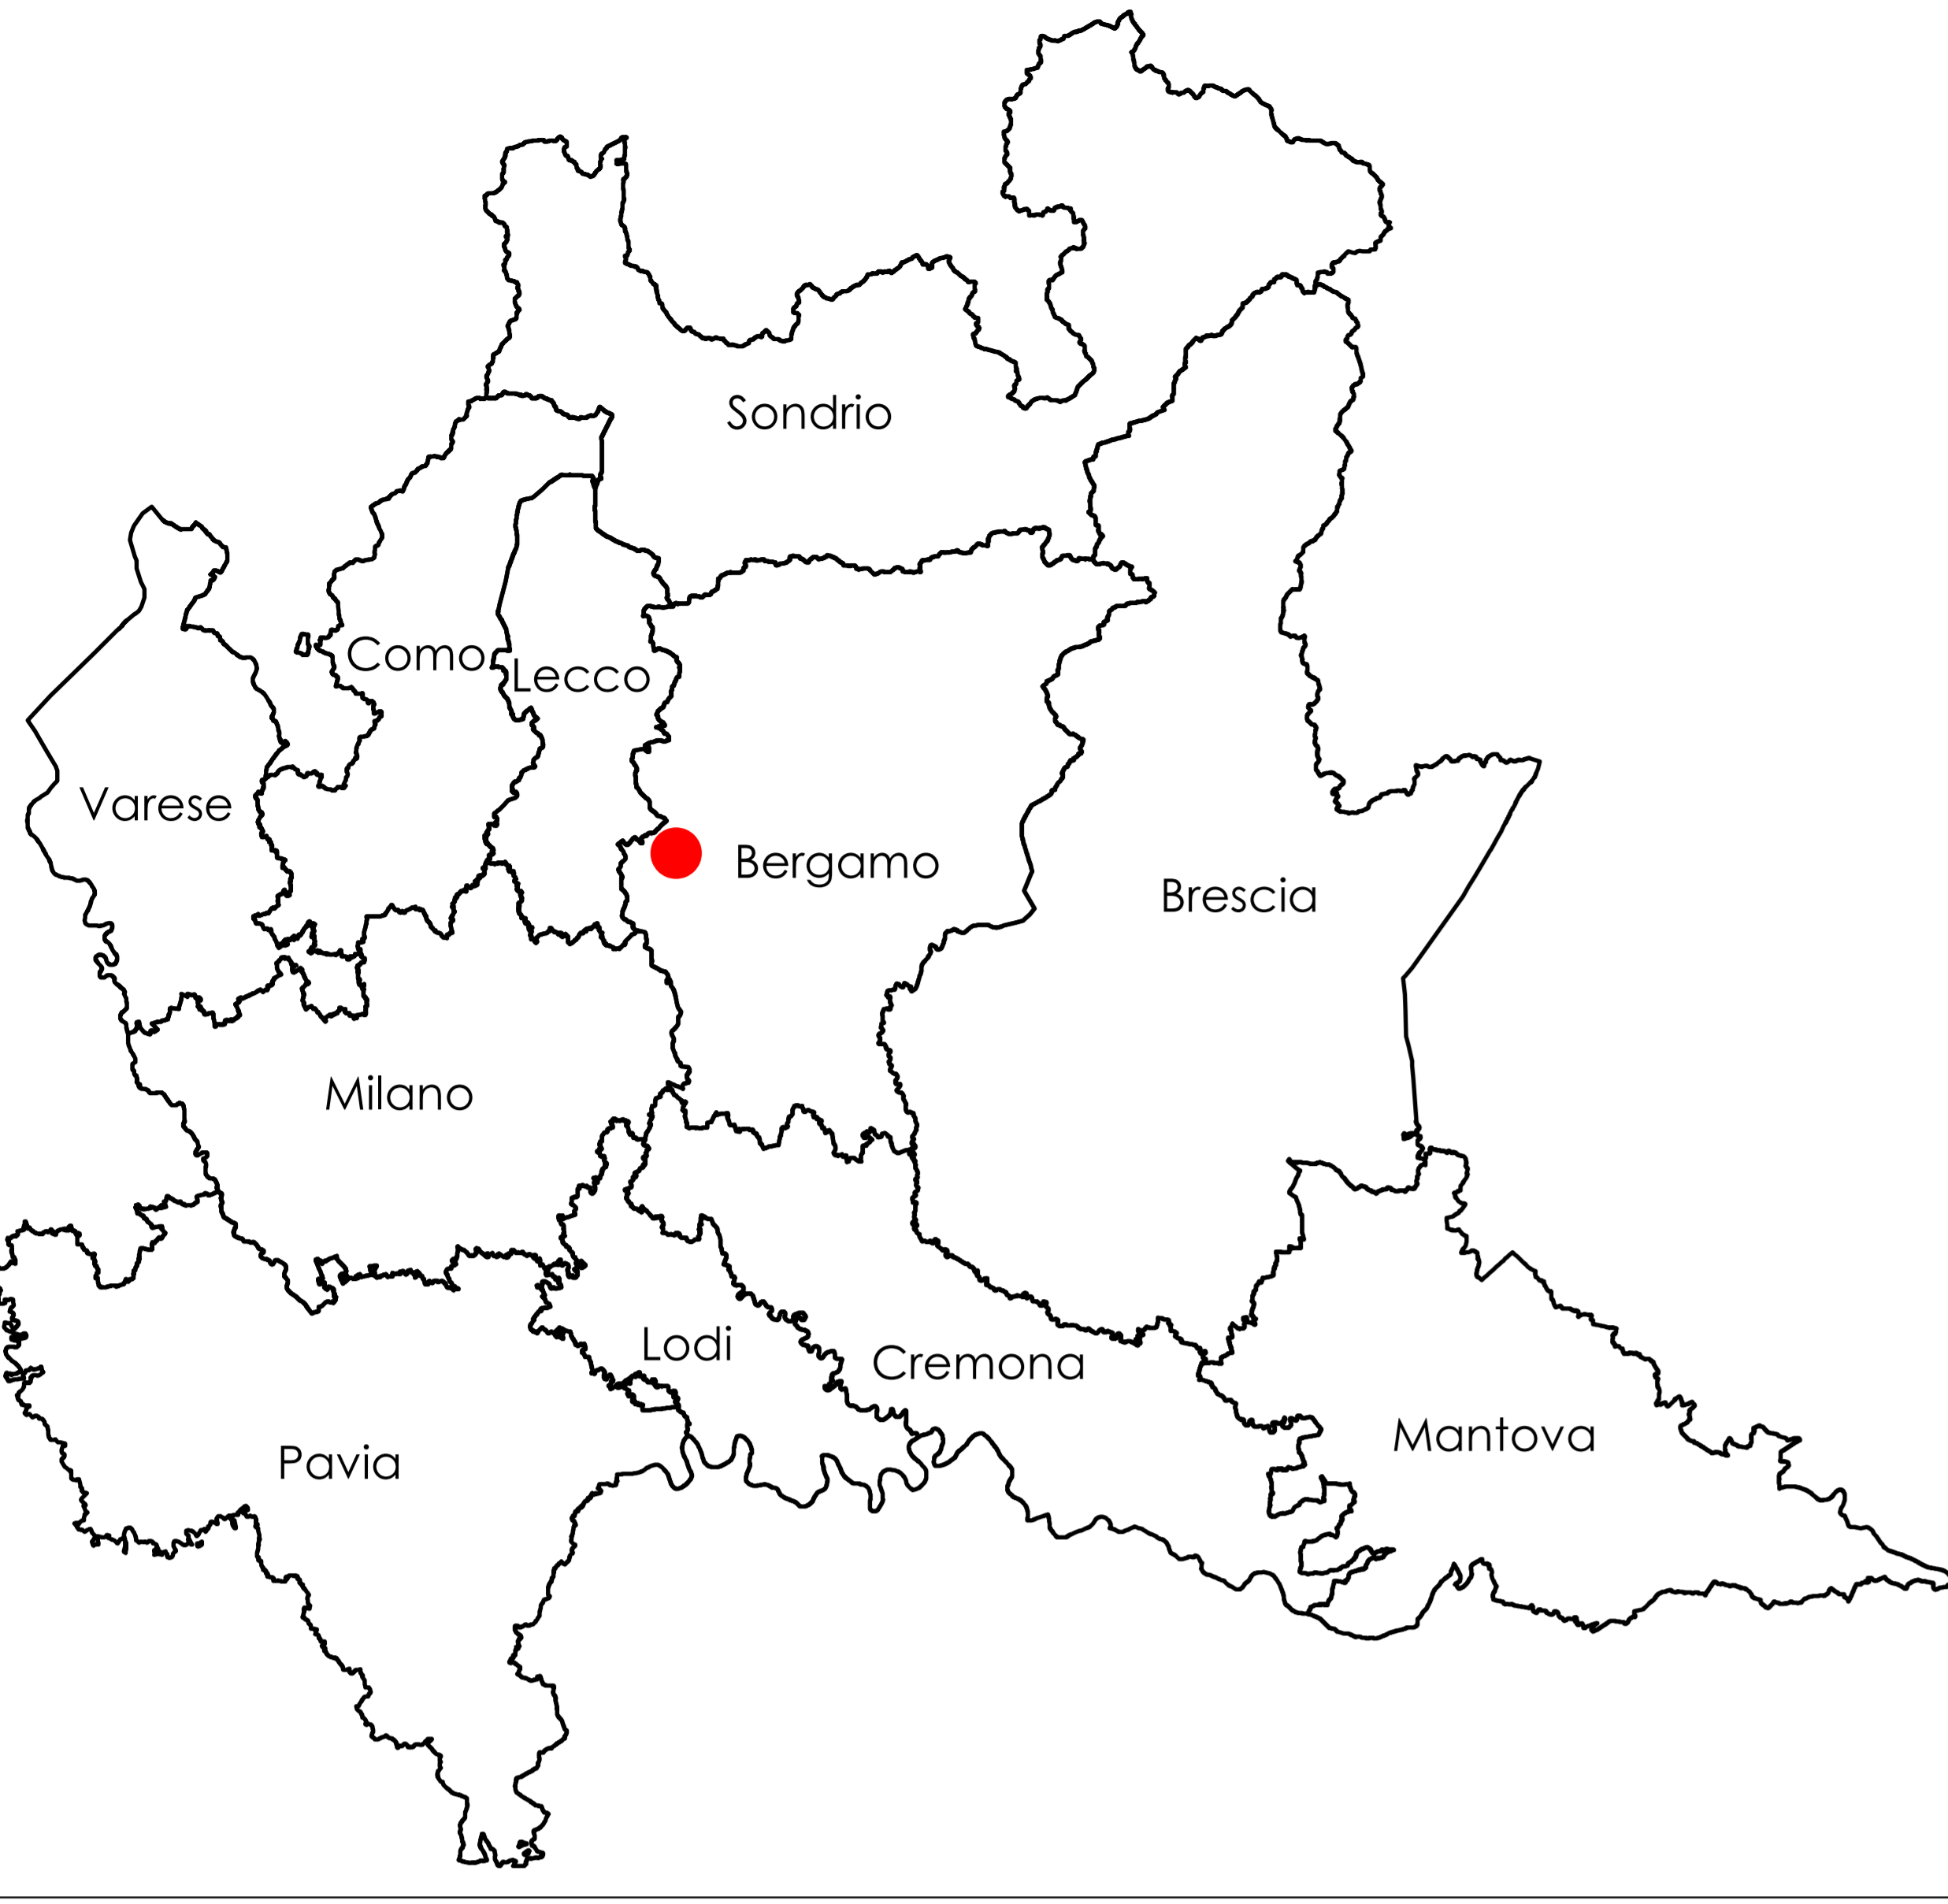 Sondrio
Como
Lecco
Varese
Bergamo
Brescia
Milano
Lodi
Cremona
Mantova
Pavia